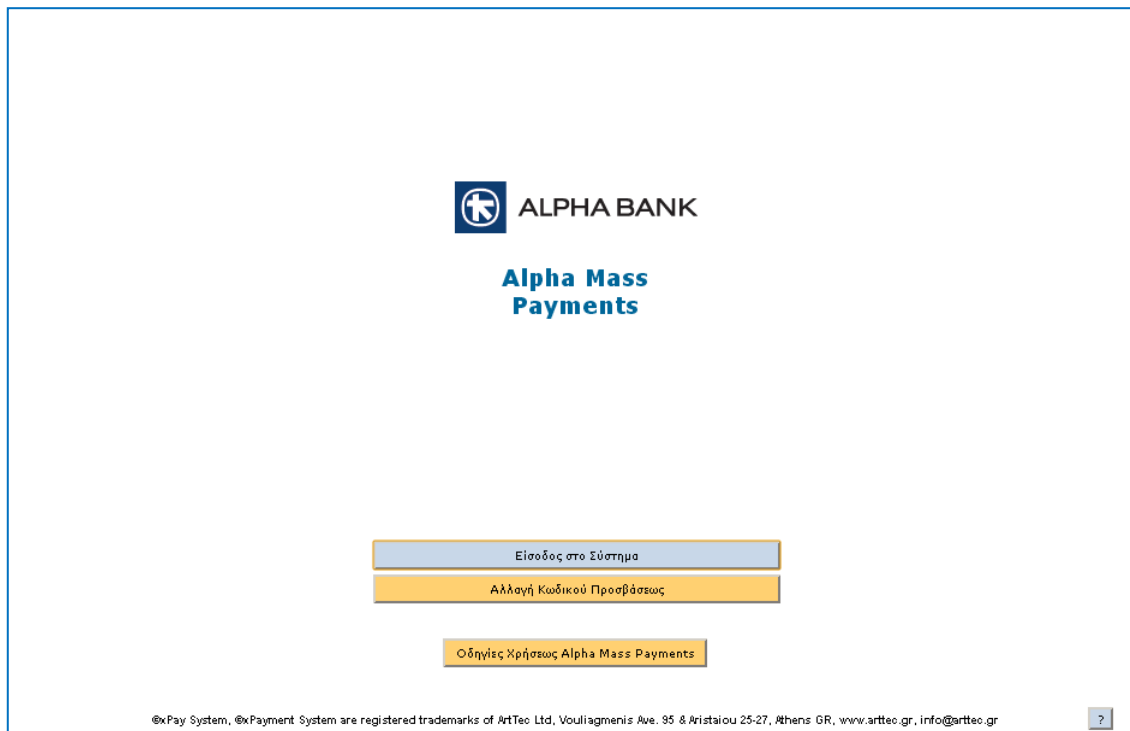 ALPHA BANK
Alpha Mass
Payments
Είσοδος στο Σύστημα
Αλλαγή Κωδικού Προσβάσεως
Οδηγίες Χρήσεως Alpha Mass Payments
®xPay System, ®xPayment System are registered trademarks of ArtTec Ltd, Vouliagmenis Ave. 95 & Aristaiou 25-27, Athens GR, www.arttec.gr, info@arttec.gr
?